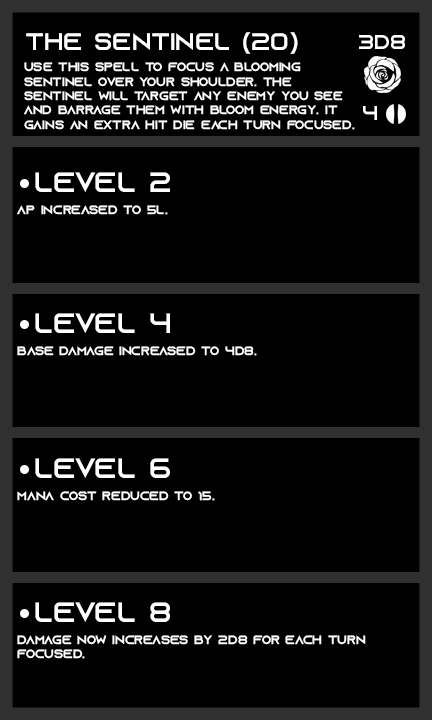 THE SENTINEL (20)
3D8
USE THIS SPELL TO FOCUS A BLOOMING
SENTINEL OVER YOUR SHOULDER. THE
SENTINEL WILL TARGET ANY ENEMY YOU SEE
AND BARRAGE THEM WITH BLOOM ENERGY. IT
GAINS AN EXTRA HIT DIE EACH TURN FOCUSED.
4
•LEVEL 2
AP INCREASED TO 5L.
•LEVEL 4
BASE DAMAGE INCREASED TO 4D8.
•LEVEL 6
MANA COST REDUCED TO 15.
•LEVEL 8
DAMAGE NOW INCREASES BY 2D8 FOR EACH TURN
FOCUSED.